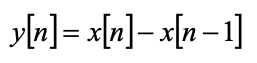 y[n] = x[n] − x[n − 1]